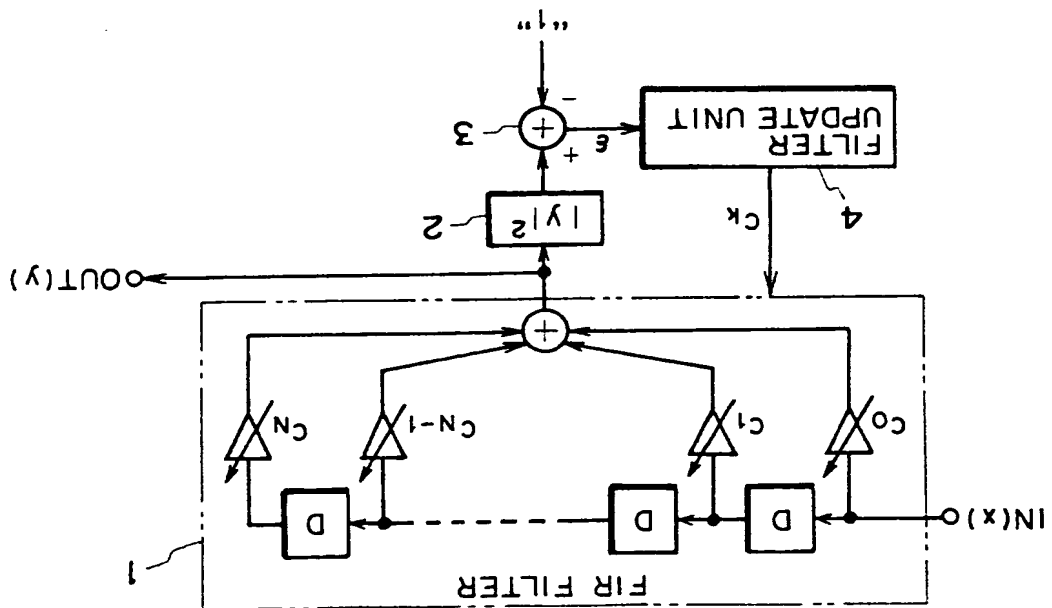 FIR FILTER
1
IN(x)
D
D
D
C0
C1
CN-1
CN
+
OUT(y)
Ck
|y|²
2
4
FILTER
UPDATE UNIT
ε
+
+
−
3
“1”